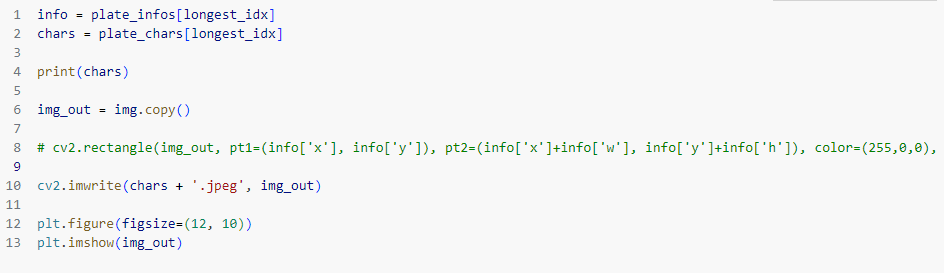 1 info = plate_infos[longest_idx]
2 chars = plate_chars[longest_idx]
3
4 print(chars)
5
6 img_out = img.copy()
7
8 # cv2.rectangle(img_out, pt1=(info['x'], info['y']), pt2=(info['x']+info['w'], info['y']+info['h']), color=(255,0,0),
9
10 cv2.imwrite(chars + '.jpeg', img_out)
11
12 plt.figure(figsize=(12, 10))
13 plt.imshow(img_out)